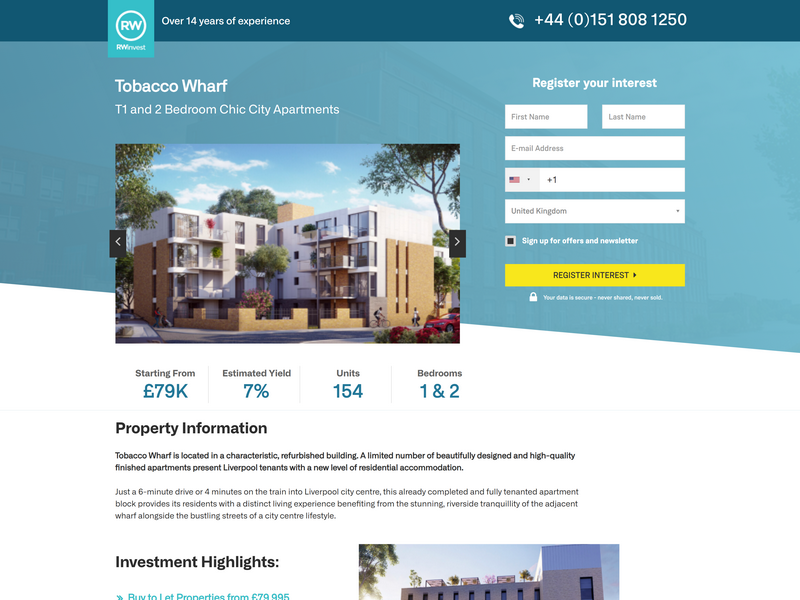 RW
RWinvest
Over 14 years of experience
+44 (0)151 808 1250
Tobacco Wharf
T1 and 2 Bedroom Chic City Apartments
Register your interest
First Name
Last Name
E-mail Address
+1
United Kingdom
Sign up for offers and newsletter
REGISTER INTEREST
Your data is secure - never shared, never sold.
Starting From
£79K
Estimated Yield
7%
Units
154
Bedrooms
1 & 2
Property Information
Tobacco Wharf is located in a characteristic, refurbished building. A limited number of beautifully designed and high-quality
finished apartments present Liverpool tenants with a new level of residential accommodation.
Just a 6-minute drive or 4 minutes on the train into Liverpool city centre, this already completed and fully tenanted apartment
block provides its residents with a distinct living experience benefiting from the stunning, riverside tranquillity of the adjacent
wharf alongside the bustling streets of a city centre lifestyle.
Investment Highlights:
Buy to Let Properties from £79,995